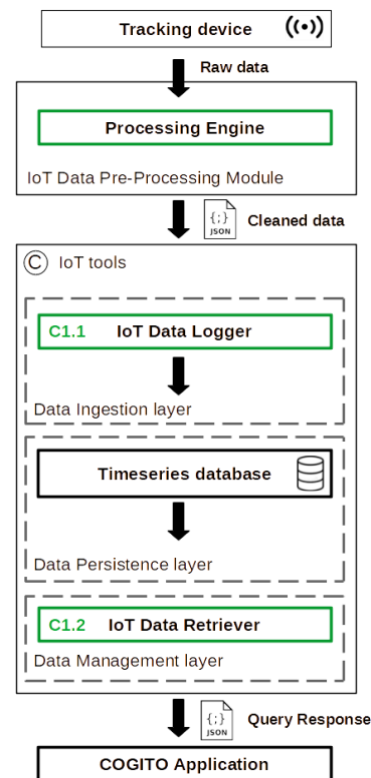 Tracking device
Raw data
Processing Engine
IoT Data Pre-Processing Module
{;}
JSON
Cleaned data
C IoT tools
C1.1 IoT Data Logger
Data Ingestion layer
Timeseries database
Data Persistence layer
C1.2 IoT Data Retriever
Data Management layer
{;}
JSON
Query Response
COGITO Application